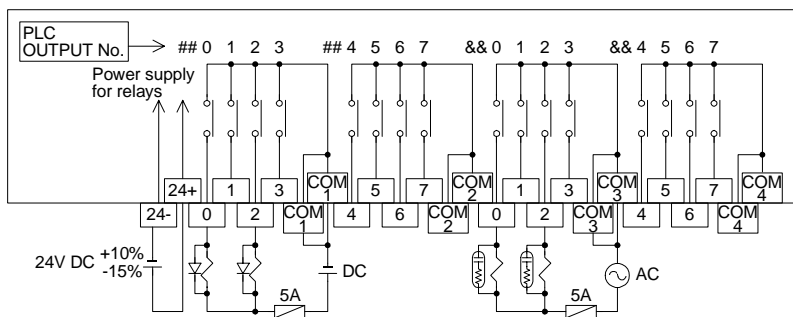 PLC
OUTPUT No.
## 0 1 2 3 ## 4 5 6 7 && 0 1 2 3 && 4 5 6 7
Power supply
for relays
24+ 1 3 COM 1 5 7 COM 2 1 3 COM 3 5 7 COM 4
24- 0 2 COM 1 4 6 COM 2 0 2 COM 3 4 6 COM 4
24V DC +10%
-15%
DC
AC
5A 5A